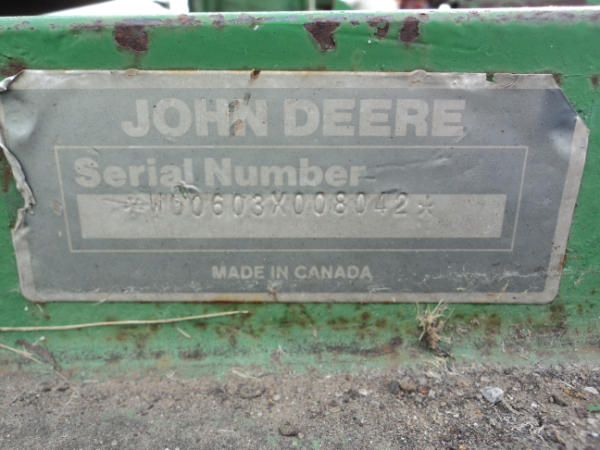 JOHN DEERE
Serial Number
*W00603X008042*
MADE IN CANADA